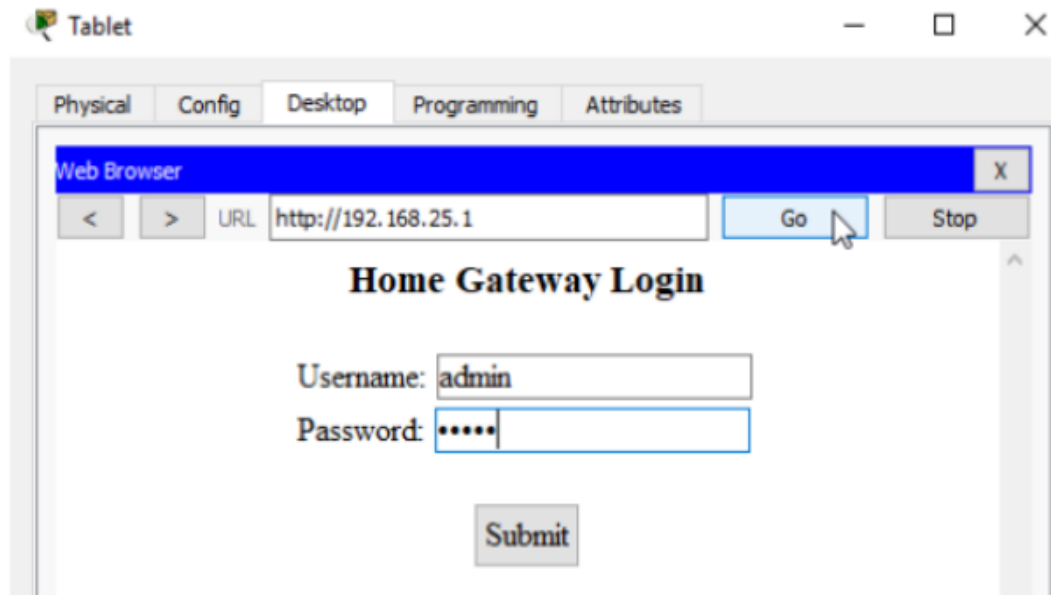 Tablet
Physical Config Desktop Programming Attributes
Web Browser X
< > URL http://192.168.25.1 Go Stop
Home Gateway Login
Username: admin
Password: •••••
Submit